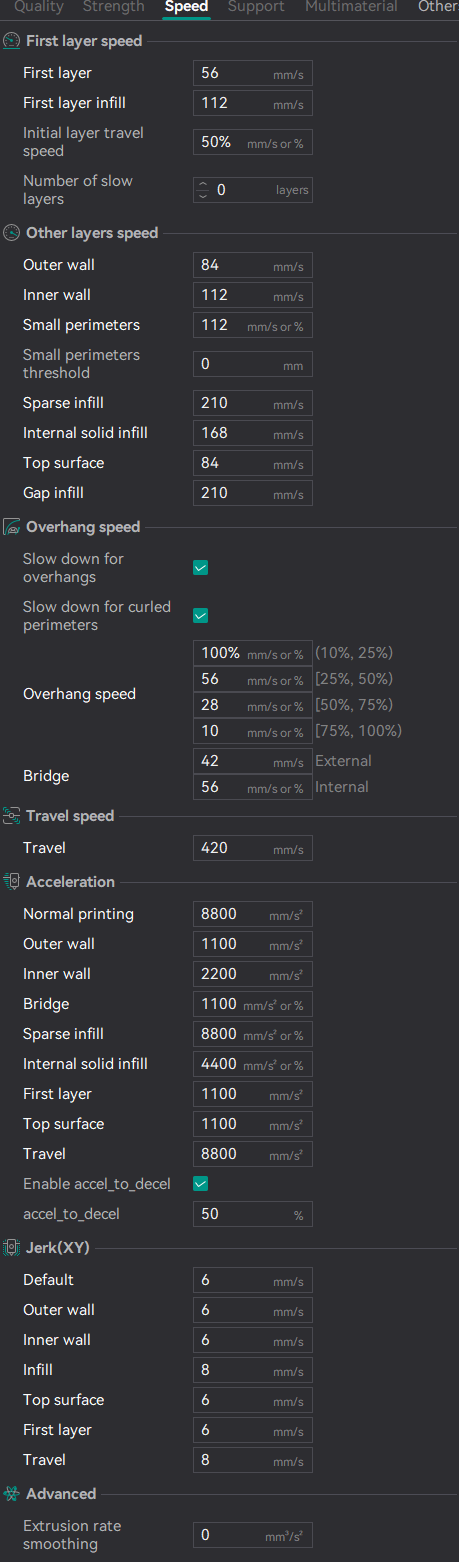 Quality Strength Speed Support Multimaterial Other
First layer speed
First layer 56 mm/s
First layer infill 112 mm/s
Initial layer travel
speed 50% mm/s or %
Number of slow
layers 0 layers
Other layers speed
Outer wall 84 mm/s
Inner wall 112 mm/s
Small perimeters 112 mm/s or %
Small perimeters
threshold 0 mm
Sparse infill 210 mm/s
Internal solid infill 168 mm/s
Top surface 84 mm/s
Gap infill 210 mm/s
Overhang speed
Slow down for
overhangs
Slow down for curled
perimeters
100% mm/s or % (10%, 25%)
56 mm/s or % [25%, 50%)
Overhang speed
28 mm/s or % [50%, 75%)
10 mm/s or % [75%, 100%)
42 mm/s External
Bridge
56 mm/s or % Internal
Travel speed
Travel 420 mm/s
Acceleration
Normal printing 8800 mm/s²
Outer wall 1100 mm/s²
Inner wall 2200 mm/s²
Bridge 1100 mm/s² or %
Sparse infill 8800 mm/s² or %
Internal solid infill 4400 mm/s² or %
First layer 1100 mm/s²
Top surface 1100 mm/s²
Travel 8800 mm/s²
Enable accel_to_decel
accel_to_decel 50 %
Jerk(XY)
Default 6 mm/s
Outer wall 6 mm/s
Inner wall 6 mm/s
Infill 8 mm/s
Top surface 6 mm/s
First layer 6 mm/s
Travel 8 mm/s
Advanced
Extrusion rate
smoothing 0 mm³/s²